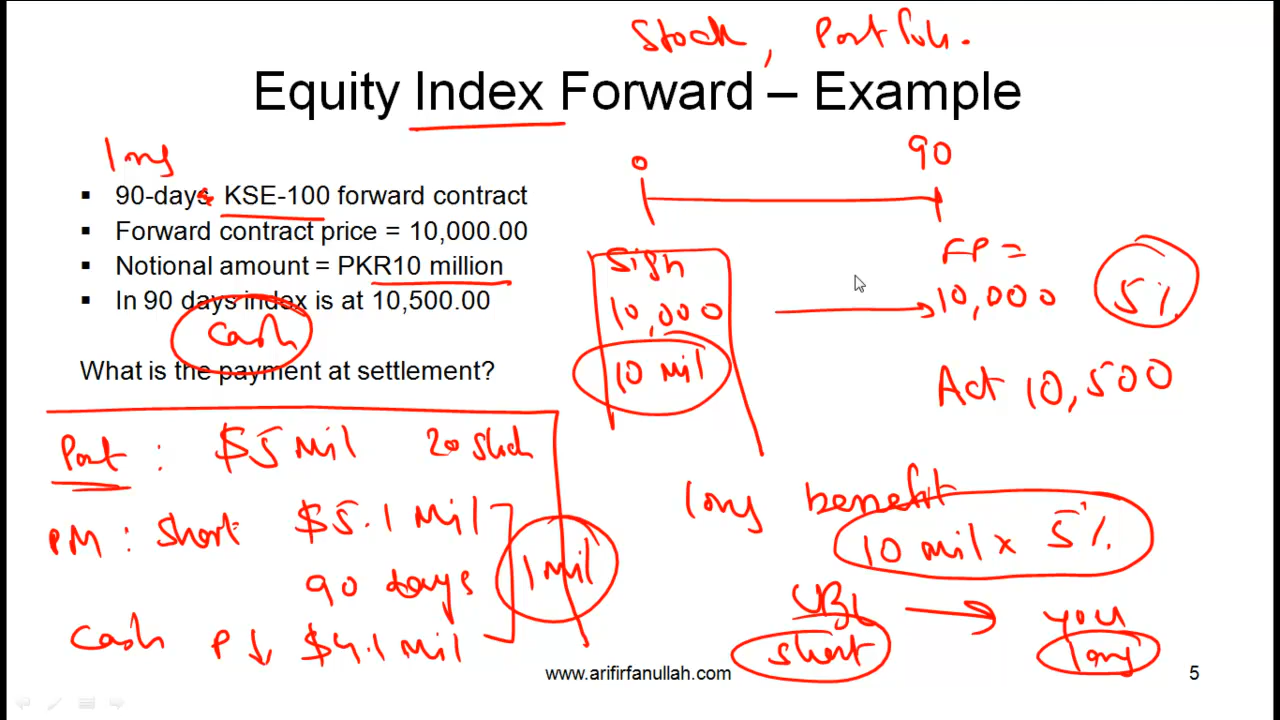 Stock, Portfolio.
Equity Index Forward – Example
long
0 90
90-days KSE-100 forward contract
Forward contract price = 10,000.00
Notional amount = PKR10 million
In 90 days index is at 10,500.00
cash
What is the payment at settlement?
Sign
10,000
10 mil
FP =
10,000
5%
Act 10,500
Port : $5 Mil 20 stock
PM : short $5.1 Mil
90 days
1 mil
Cash P↓ $4.1 mil
long benefit
10 mil x 5%
UBL → you
short long
www.arifirfanullah.com
5